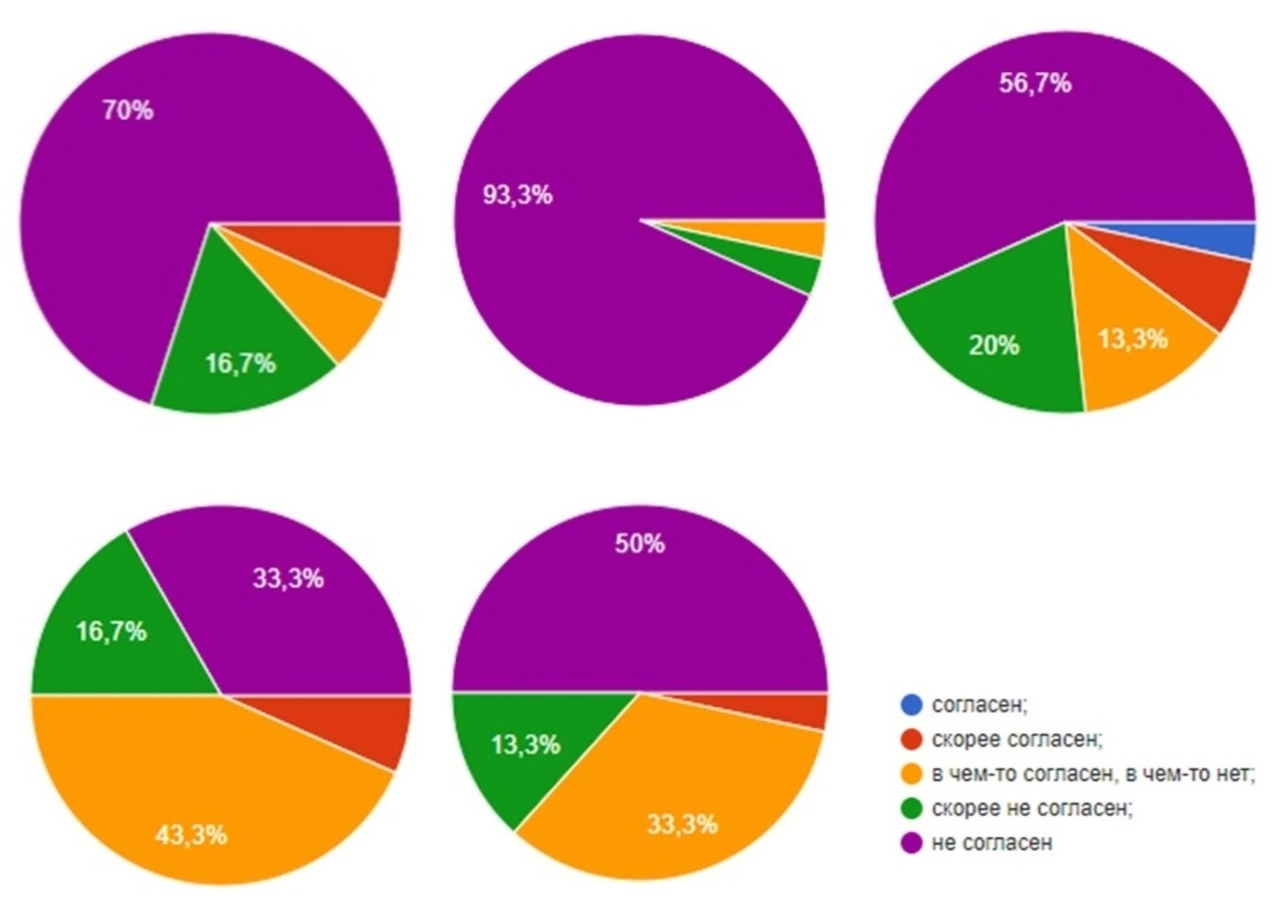 70%
16,7%
93,3%
56,7%
20%
13,3%
33,3%
16,7%
43,3%
50%
13,3%
33,3%
согласен;
скорее согласен;
в чем-то согласен, в чем-то нет;
скорее не согласен;
не согласен